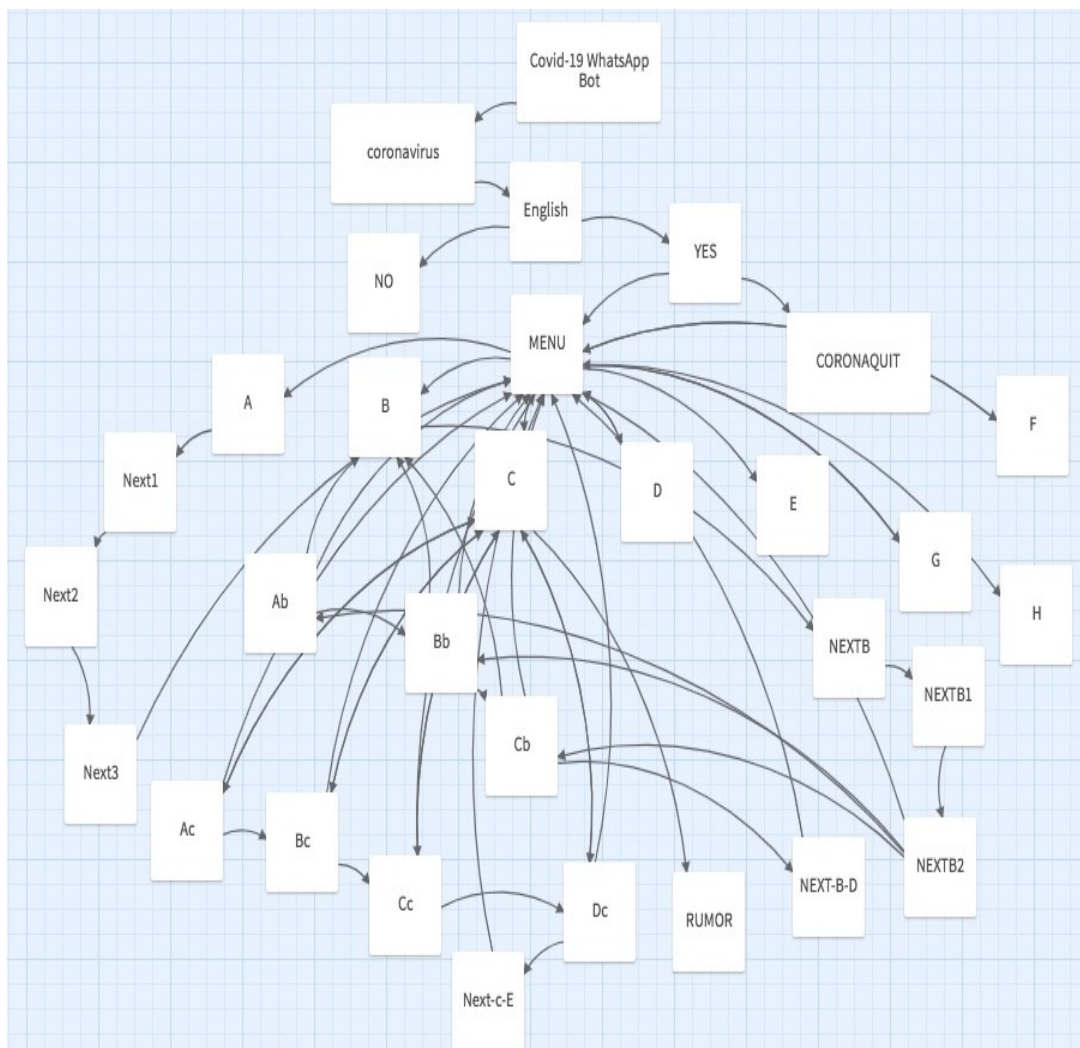 Covid-19 WhatsApp
Bot
coronavirus
English
YES
NO
MENU
CORONAQUIT
A
B
F
Next1
C
D
E
G
Next2
Ab
H
Bb
NEXTB
NEXTB1
Cb
Next3
Ac
Bc
Cc
Dc
RUMOR
NEXT-B-D
NEXTB2
Next-c-E